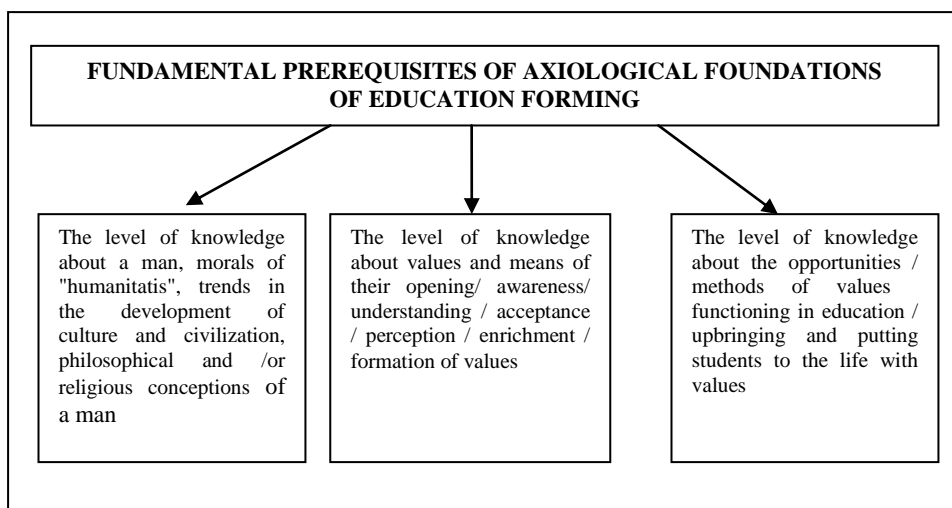 FUNDAMENTAL PREREQUISITES OF AXIOLOGICAL FOUNDATIONS
OF EDUCATION FORMING
The level of knowledge
about a man, morals of
"humanitatis", trends in
the development of
culture and civilization,
philosophical and /or
religious conceptions of
a man
The level of knowledge
about values and means of
their opening/ awareness/
understanding / acceptance
/ perception / enrichment /
formation of values
The level of knowledge
about the opportunities /
methods of values
functioning in education /
upbringing and putting
students to the life with
values